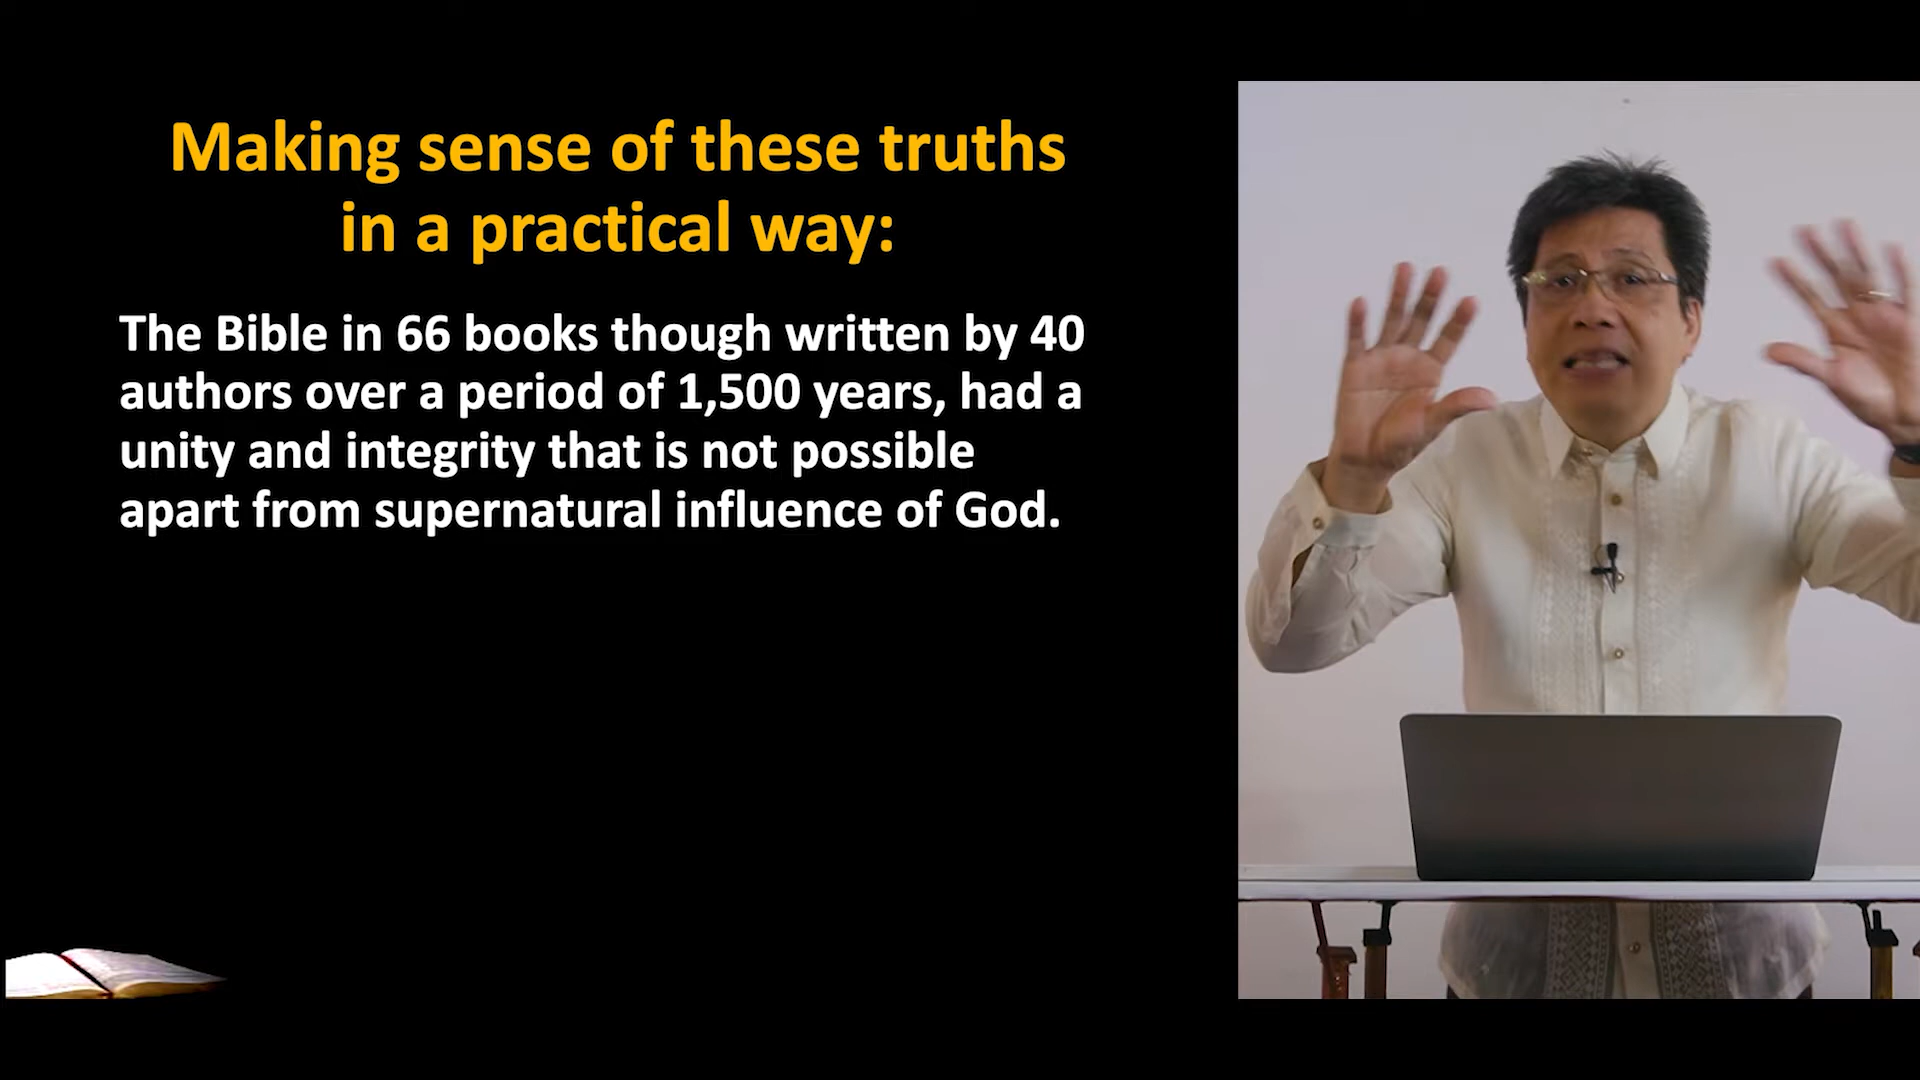 Making sense of these truths
in a practical way:
The Bible in 66 books though written by 40
authors over a period of 1,500 years, had a
unity and integrity that is not possible
apart from supernatural influence of God.